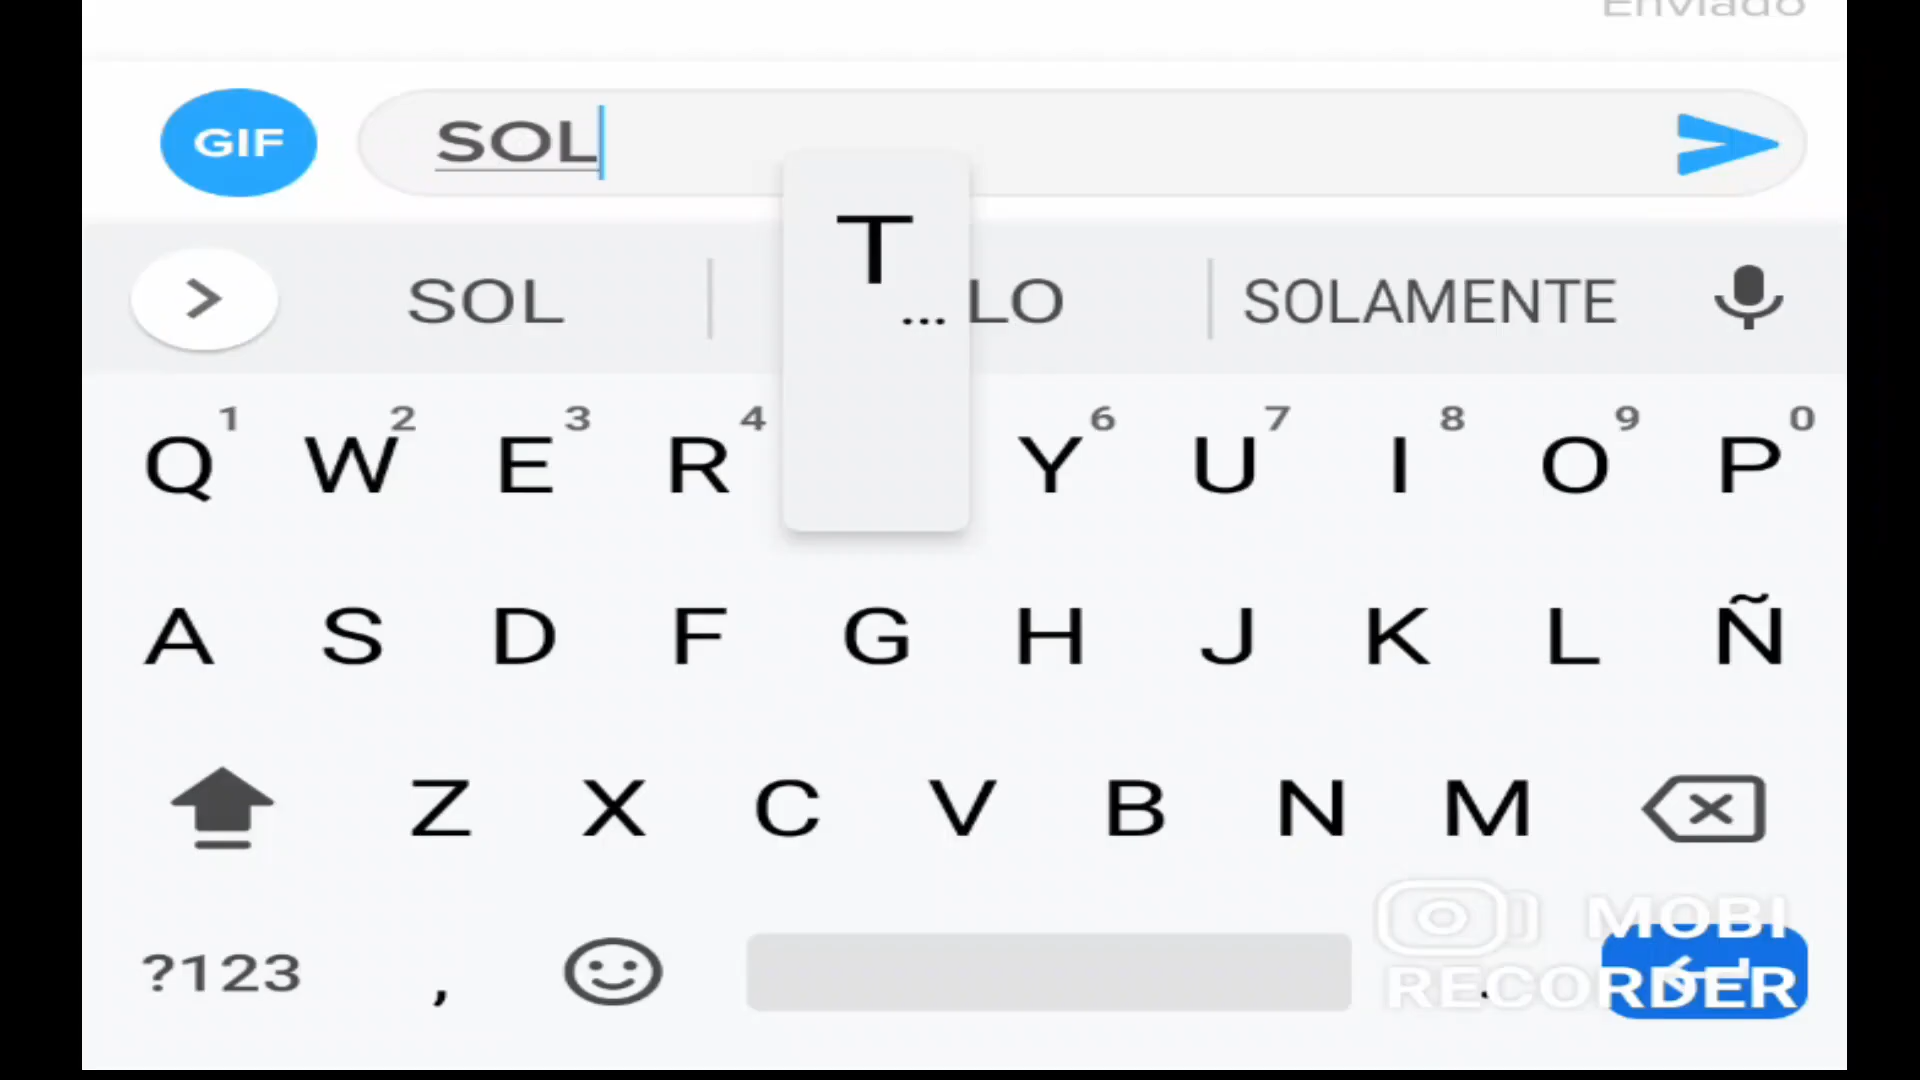 Enviado
GIF SOL
T
...
SOL LO SOLAMENTE
1 2 3 4 6 7 8 9 0
Q W E R Y U I O P
A S D F G H J K L Ñ
Z X C V B N M
?123 , .
MOBI
RECORDER